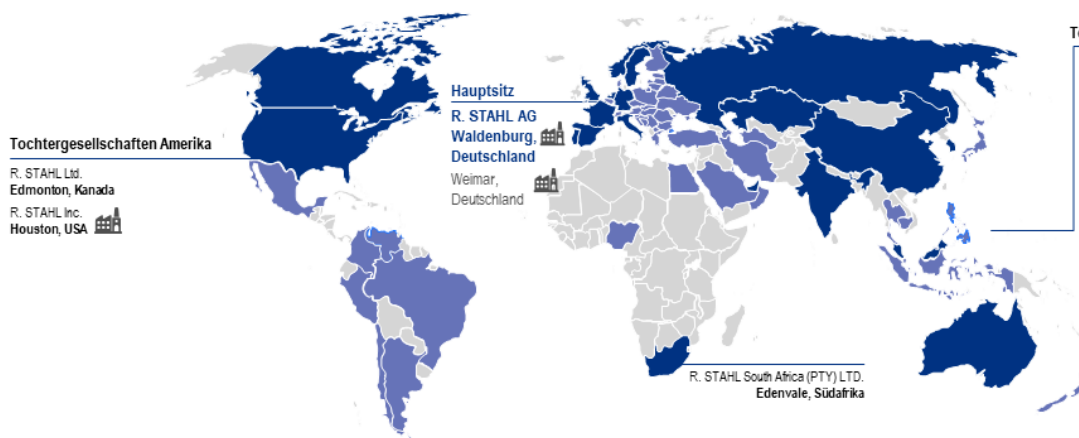 To
Hauptsitz
R. STAHL AG
Waldenburg,
Deutschland
Weimar,
Deutschland
Tochtergesellschaften Amerika
R. STAHL Ltd.
Edmonton, Kanada
R. STAHL Inc.
Houston, USA
R. STAHL South Africa (PTY) LTD.
Edenvale, Südafrika